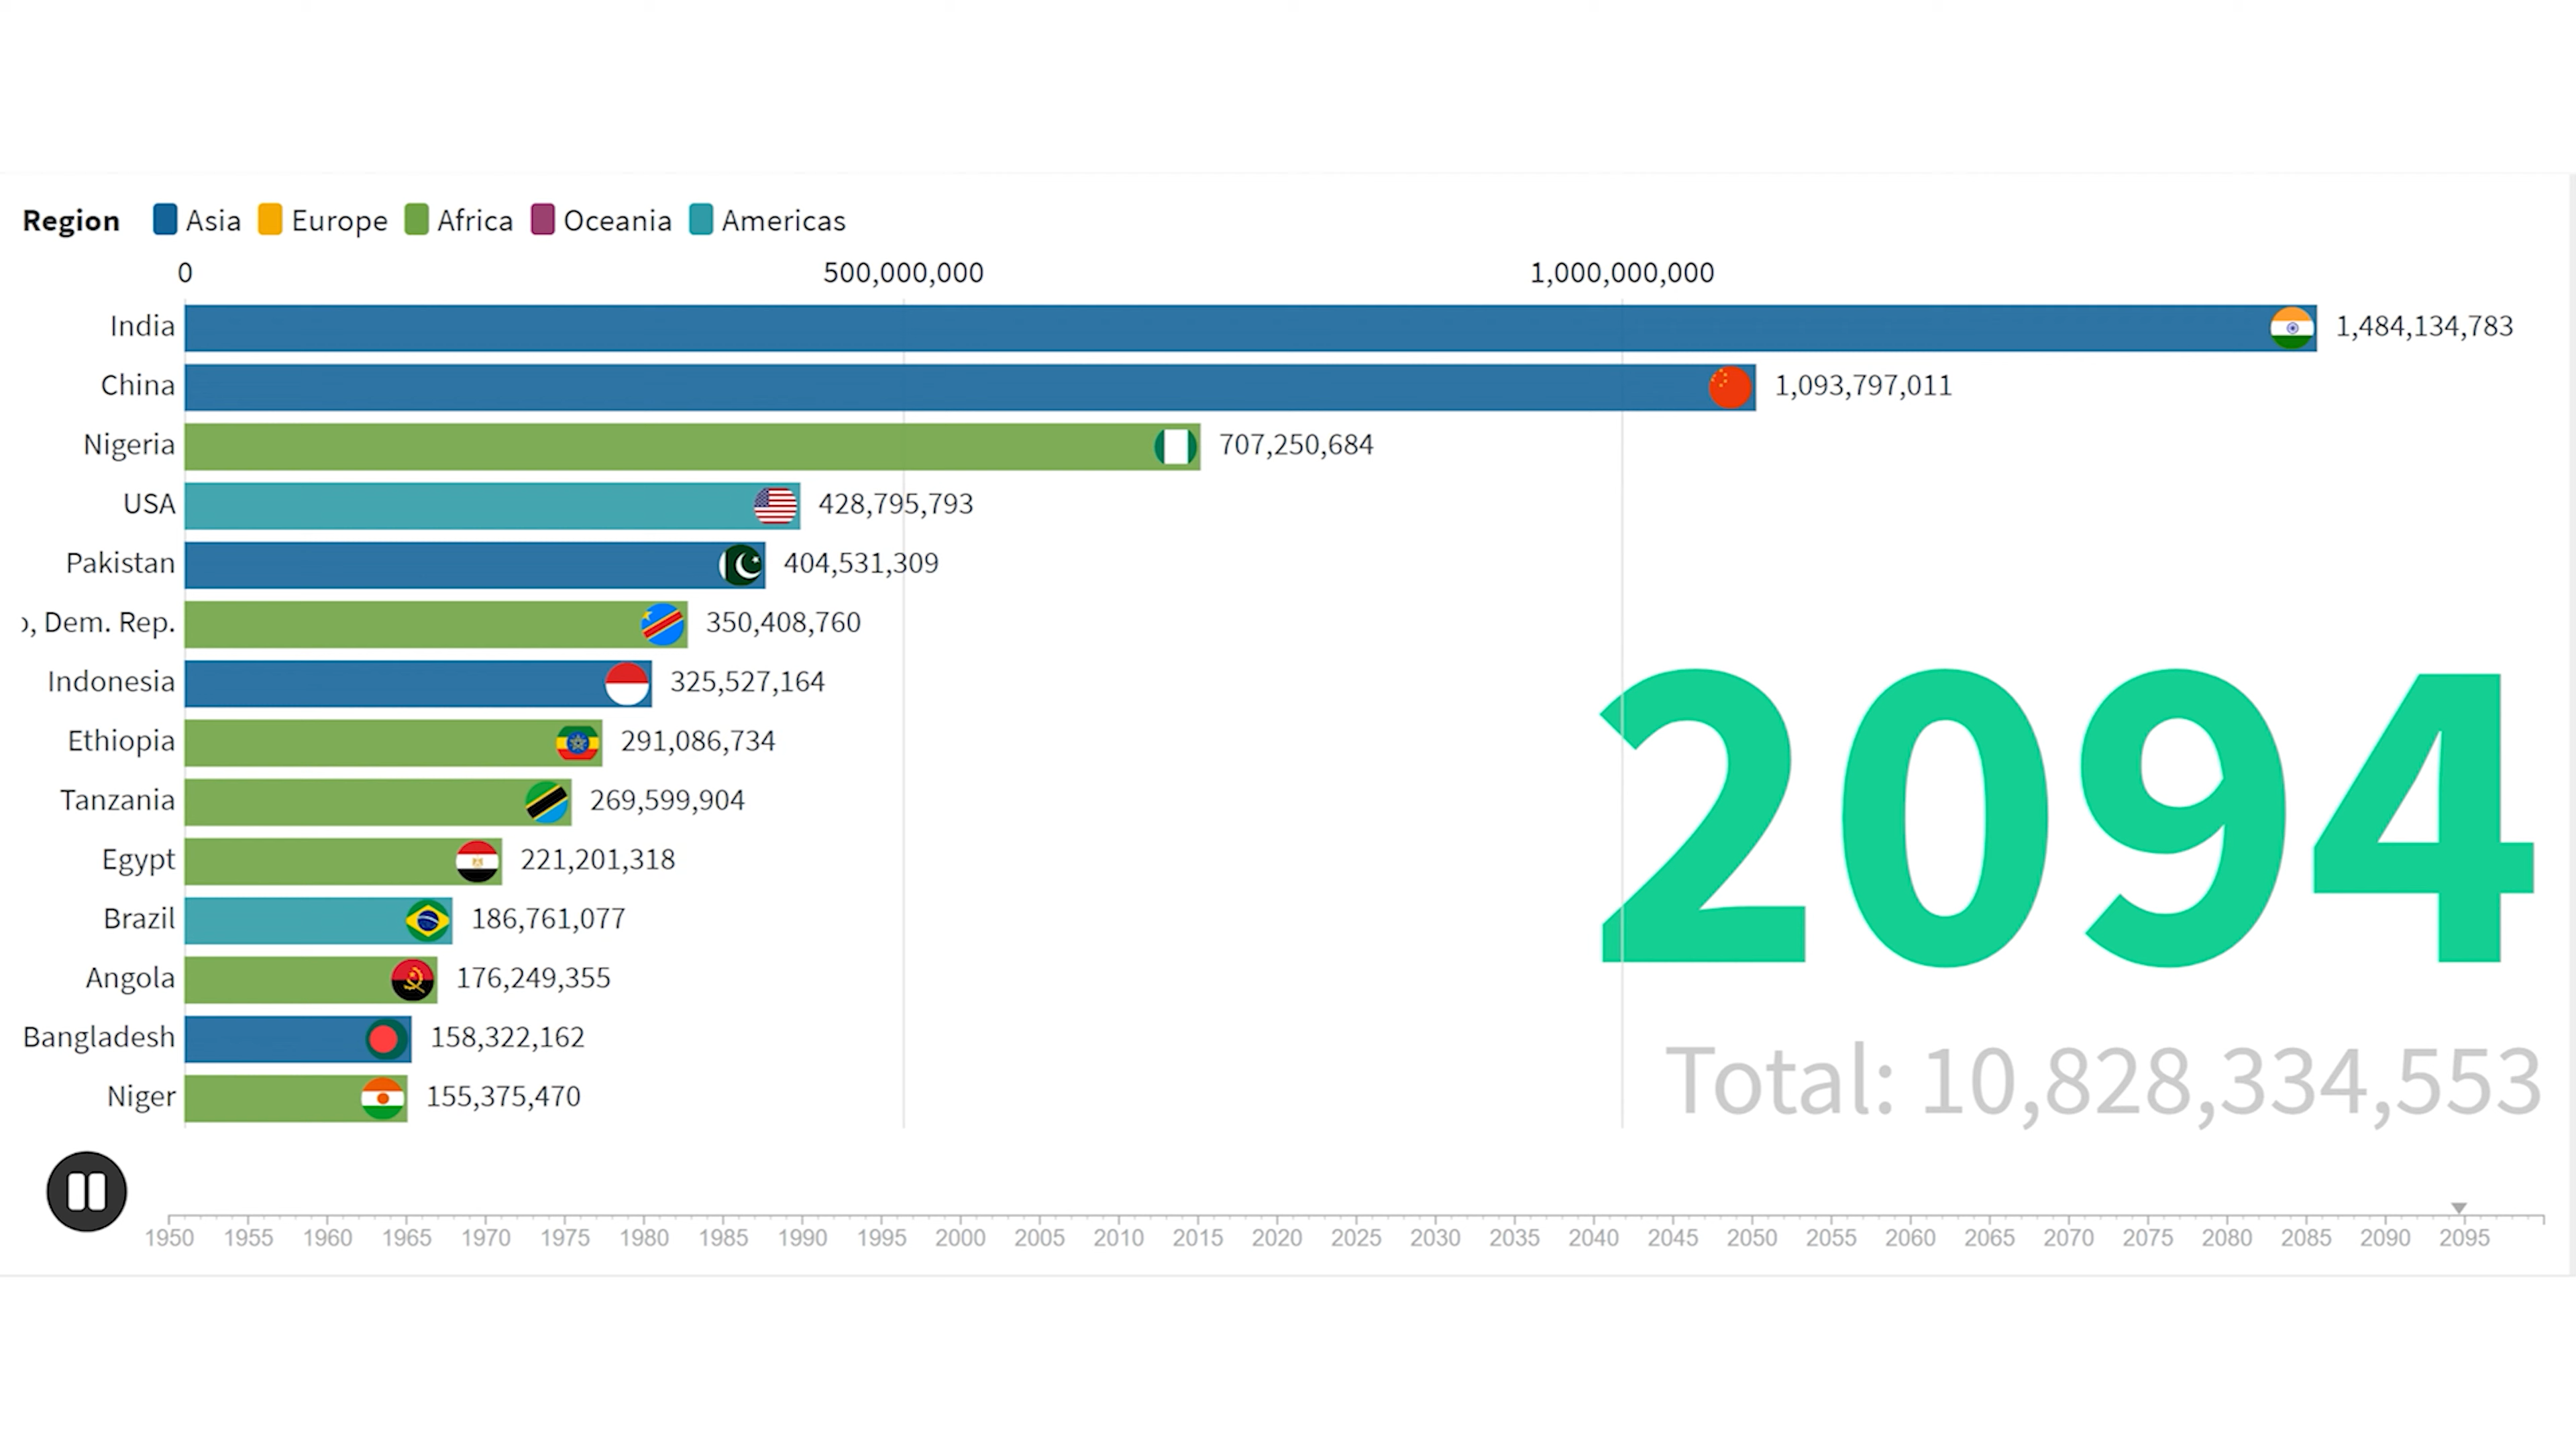 Region Asia Europe Africa Oceania Americas
0 500,000,000 1,000,000,000
India 1,484,134,783
China 1,093,797,011
Nigeria 707,250,684
USA 428,795,793
Pakistan 404,531,309
, Dem. Rep. 350,408,760
Indonesia 325,527,164
Ethiopia 291,086,734
Tanzania 269,599,904
Egypt 221,201,318
Brazil 186,761,077
Angola 176,249,355
Bangladesh 158,322,162
Niger 155,375,470
2094
Total: 10,828,334,553
1950 1955 1960 1965 1970 1975 1980 1985 1990 1995 2000 2005 2010 2015 2020 2025 2030 2035 2040 2045 2050 2055 2060 2065 2070 2075 2080 2085 2090 2095